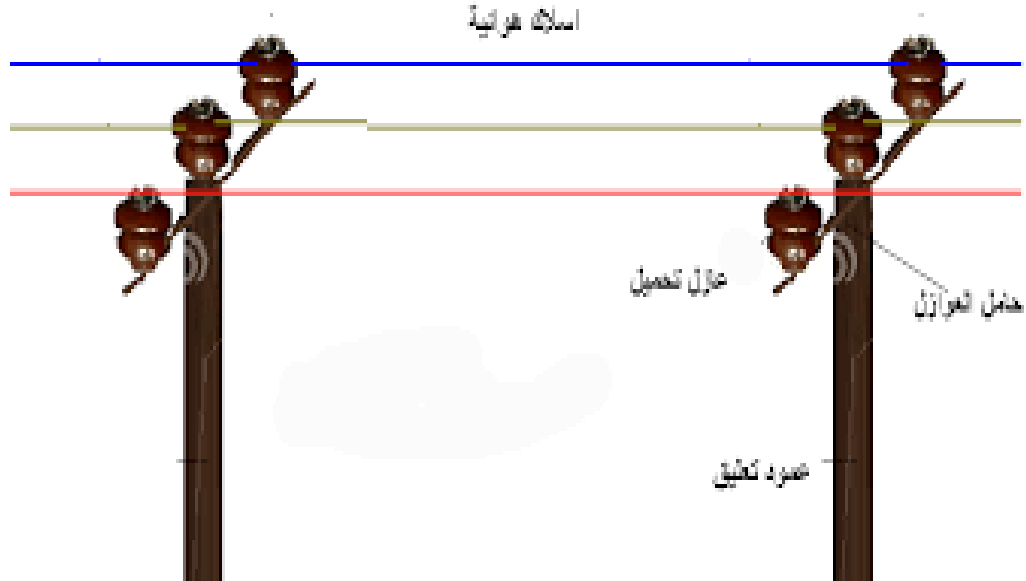 اسلاك هوائية
عازل تحميل
حامل العوازل
عمود تعليق